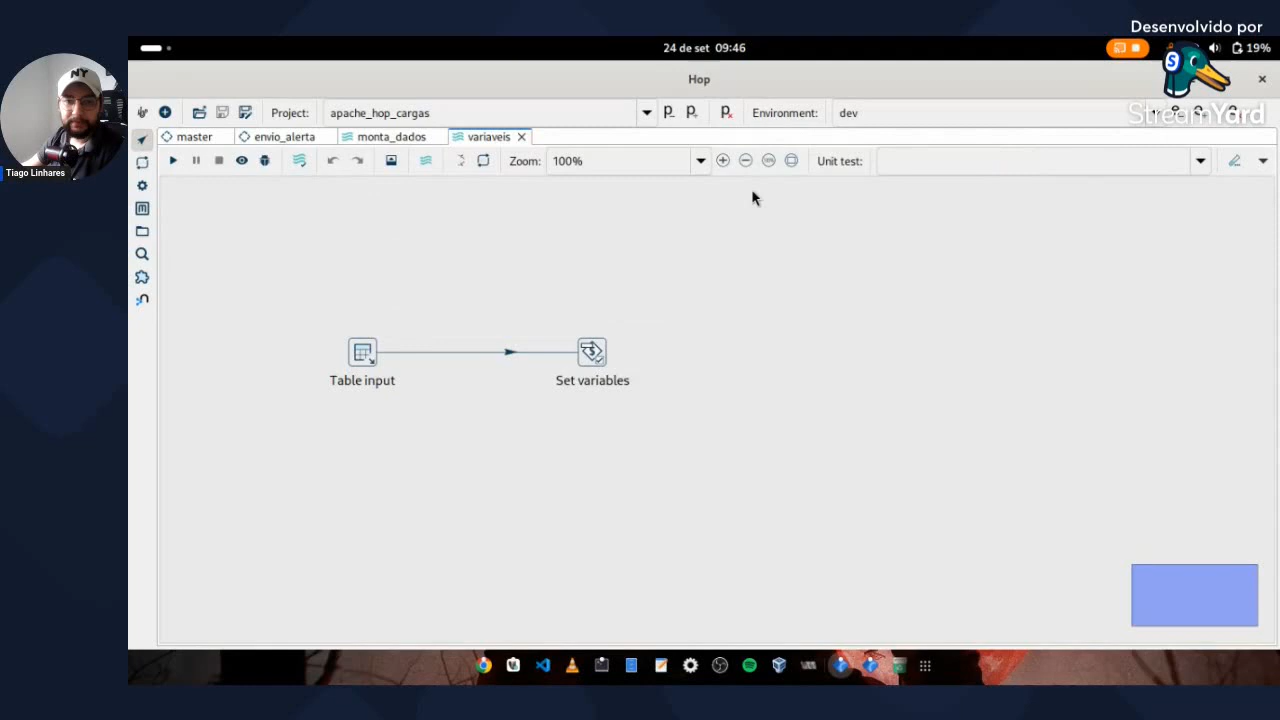 Desenvolvido por
24 de set 09:46
19%
Hop
StreamYard
Project:
apache_hop_cargas
Environment:
dev
master
envio_alerta
monta_dados
variaveis
Zoom:
100%
Unit test:
NY
Tiago Linhares
Table input
Set variables